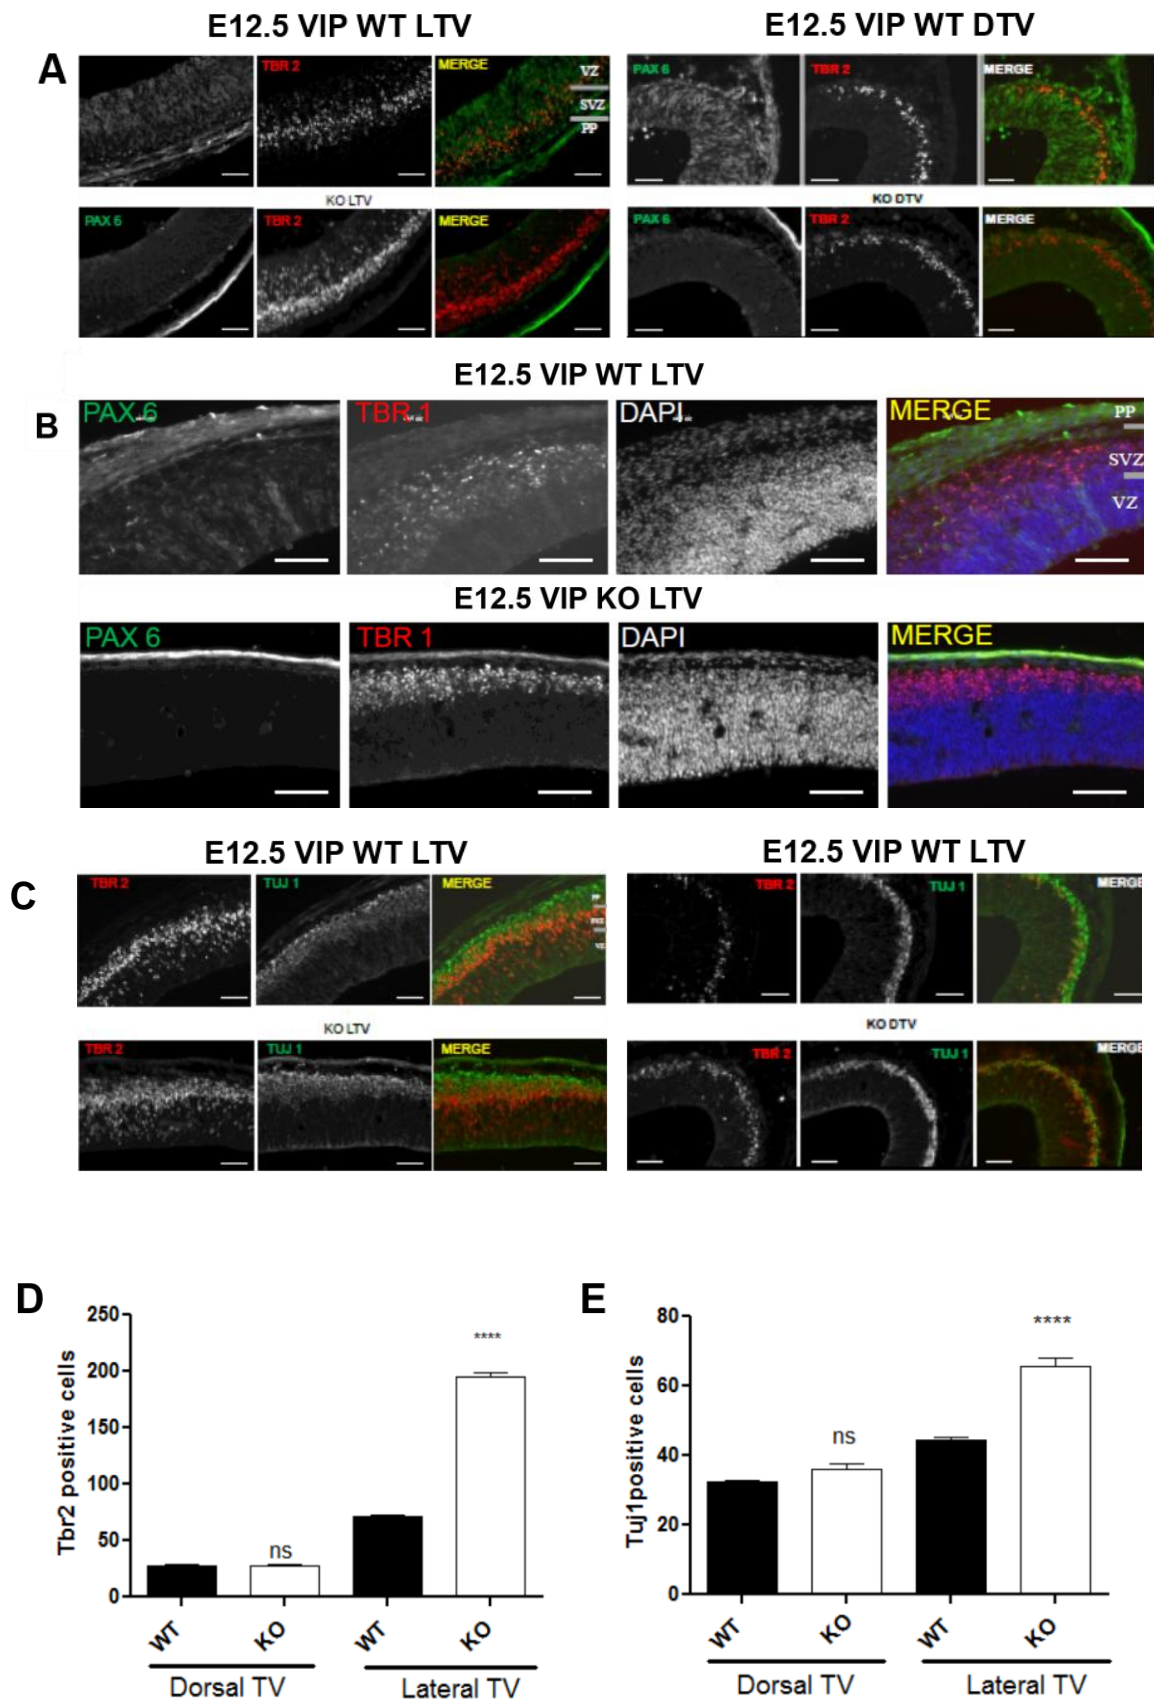 E12.5 VIP WT LTV
E12.5 VIP WT DTV
A
TBR 2
MERGE
VZ
SVZ
PP
PAX 6
TBR 2
MERGE
KO LTV
KO DTV
PAX 6
TBR 2
MERGE
PAX 6
TBR 2
MERGE
E12.5 VIP WT LTV
B
PAX 6
TBR 1
DAPI
MERGE
PP
SVZ
VZ
E12.5 VIP KO LTV
PAX 6
TBR 1
DAPI
MERGE
E12.5 VIP WT LTV
E12.5 VIP WT LTV
C
TBR 2
TUJ 1
MERGE
PP
SVZ
VZ
TBR 2
TUJ 1
MERGE
KO LTV
KO DTV
TBR 2
TUJ 1
MERGE
TBR 2
TUJ 1
MERGE
D
250
200
150
100
50
0
Tbr2 positive cells
ns
****
WT
KO
WT
KO
Dorsal TV
Lateral TV
E
80
60
40
20
0
Tuj1positive cells
ns
****
WT
KO
WT
KO
Dorsal TV
Lateral TV